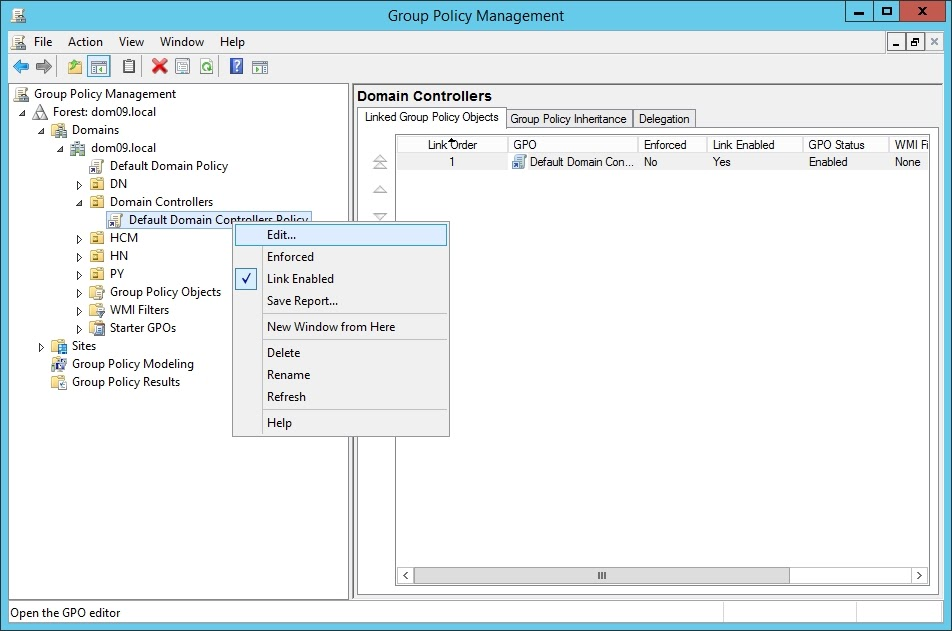 Group Policy Management
File Action View Window Help
Group Policy Management
Forest: dom09.local
Domains
dom09.local
Default Domain Policy
DN
Domain Controllers
Default Domain Controllers Policy
HCM
HN
PY
Group Policy Objects
WMI Filters
Starter GPOs
Sites
Group Policy Modeling
Group Policy Results
Edit...
Enforced
Link Enabled
Save Report...
New Window from Here
Delete
Rename
Refresh
Help
Domain Controllers
Linked Group Policy Objects Group Policy Inheritance Delegation
Link Order GPO Enforced Link Enabled GPO Status WMI Fi
1 Default Domain Con... No Yes Enabled None
Open the GPO editor